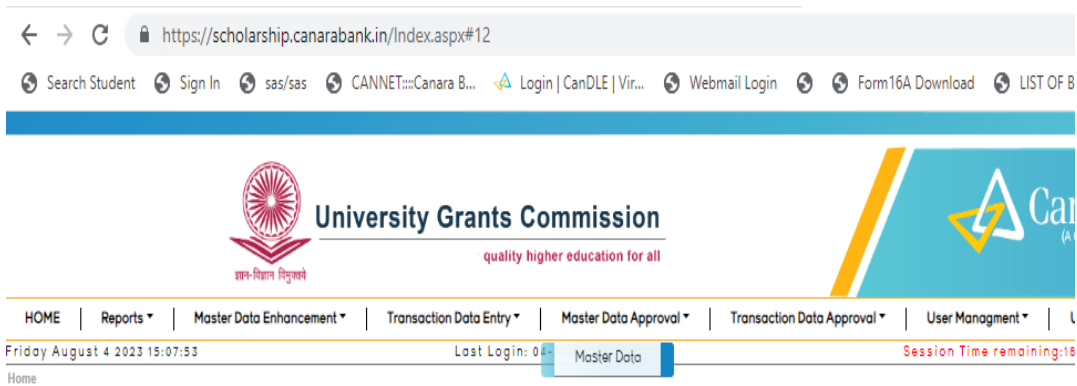 https://scholarship.canarabank.in/Index.aspx#12
Search Student Sign In sas/sas CANNET::::Canara B... Login | CanDLE | Vir... Webmail Login Form16A Download LIST OF B
University Grants Commission
quality higher education for all
ज्ञान-विज्ञान विमुक्तये
Can
(A
HOME Reports Master Data Enhancement Transaction Data Entry Master Data Approval Transaction Data Approval User Managment U
Friday August 4 2023 15:07:53 Last Login: 04- Session Time remaining:18
Master Data
Home